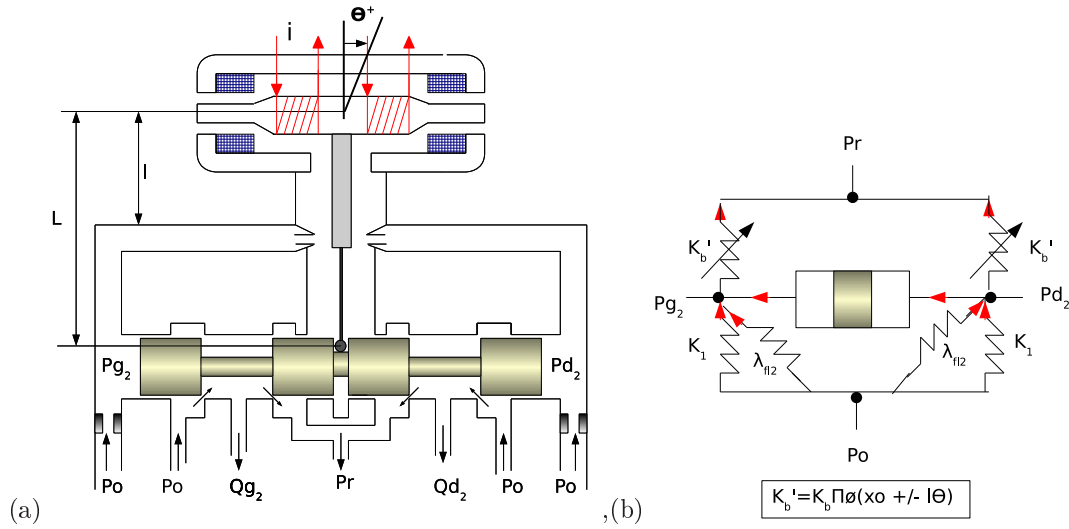 i
Ɵ⁺
l
L
Pg₂
Pd₂
Po
Po
Qg₂
Pr
Qd₂
Po
Po
(a)
Pr
K_b'
K_b'
Pg₂
Pd₂
K₁
λ_fl2
λ_fl2
K₁
Po
K_b'=K_bΠø(xo +/- lӨ)
,(b)